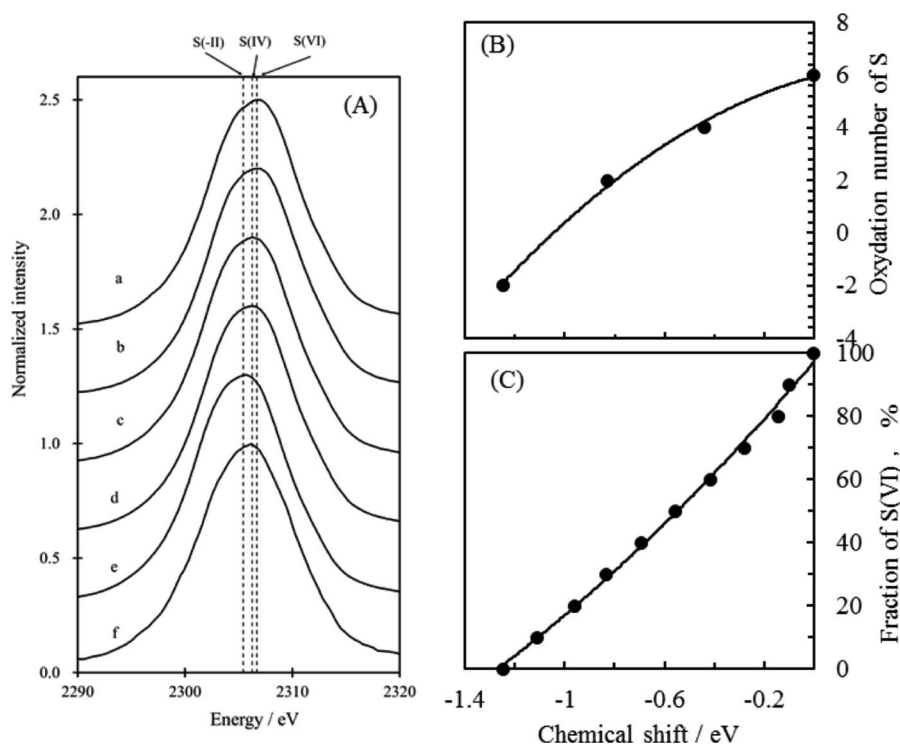 S(-II) S(IV) S(VI)
(A)
2.5
2.0
1.5
1.0
0.5
0.0
Normalized intensity
a
b
c
d
e
f
2290 2300 2310 2320
Energy / eV
(B)
8
6
4
2
0
-2
-4
Oxydation number of S
(C)
100
80
60
40
20
0
Fraction of S(VI) , %
-1.4 -1 -0.6 -0.2
Chemical shift / eV